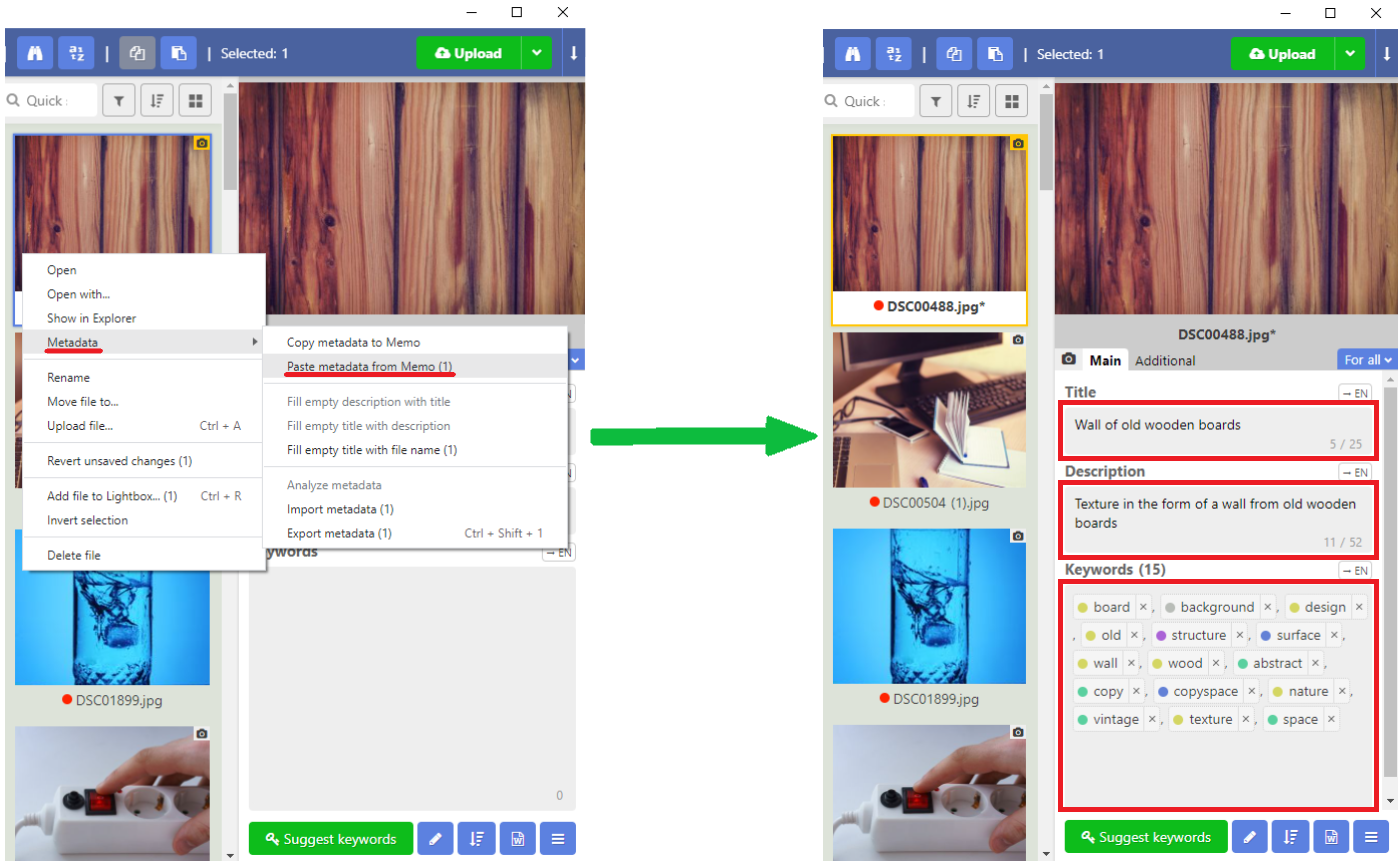 Selected: 1
Upload
Quick
Open
Open with...
Show in Explorer
Metadata
Rename
Move file to...
Upload file... Ctrl + A
Revert unsaved changes (1)
Add file to Lightbox... (1) Ctrl + R
Invert selection
Delete file
Copy metadata to Memo
Paste metadata from Memo (1)
Fill empty description with title
Fill empty title with description
Fill empty title with file name (1)
Analyze metadata
Import metadata (1)
Export metadata (1) Ctrl + Shift + 1
ywords → EN
DSC01899.jpg
0
Suggest keywords
Selected: 1
Upload
Quick
DSC00488.jpg*
DSC00504 (1).jpg
DSC01899.jpg
DSC00488.jpg*
Main Additional For all
Title → EN
Wall of old wooden boards
5 / 25
Description → EN
Texture in the form of a wall from old wooden
boards
11 / 52
Keywords (15) → EN
board ×, background ×, design ×
, old ×, structure ×, surface ×,
wall ×, wood ×, abstract ×,
copy ×, copyspace ×, nature ×,
vintage ×, texture ×, space ×
Suggest keywords